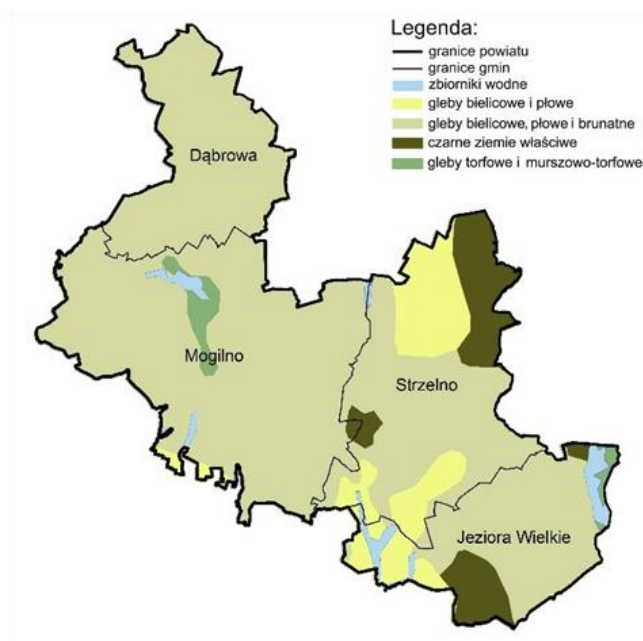 Legenda:
granice powiatu
granice gmin
zbiorniki wodne
gleby bielicowe i płowe
gleby bielicowe, płowe i brunatne
czarne ziemie właściwe
gleby torfowe i murszowo-torfowe
Dąbrowa
Mogilno
Strzelno
Jeziora Wielkie